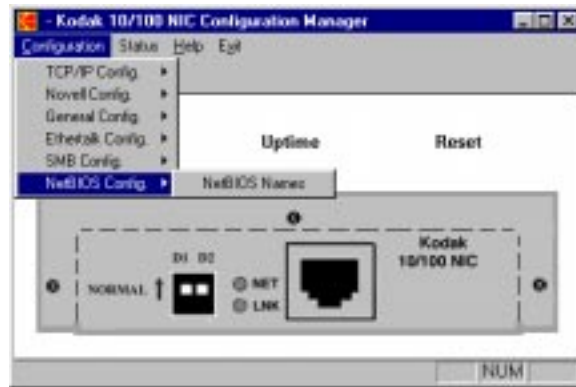 - Kodak 10/100 NIC Configuration Manager
Configuration Status Help Exit
TCP/IP Config.
Novell Config.
General Config.
Ethertalk Config.
SMB Config.
NetBIOS Config.
NetBIOS Names
Uptime
Reset
Kodak
10/100 NIC
D1 D2
NORMAL
NET
LNK
NUM